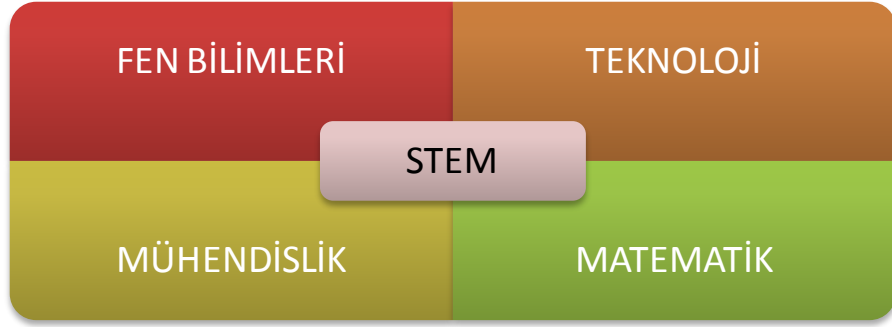 FEN BİLİMLERİ
TEKNOLOJİ
STEM
MÜHENDİSLİK
MATEMATİK